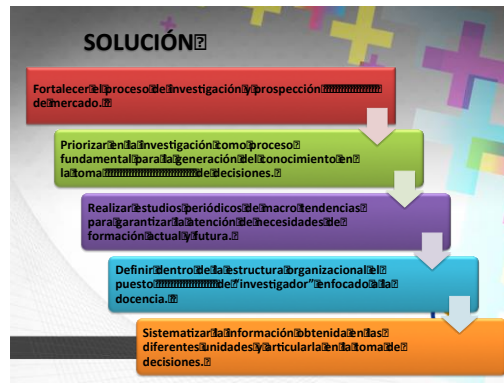 SOLUCIÓN
Fortalecer el proceso de investigación y prospección
de mercado.
Priorizar en la investigación como proceso
fundamental para la generación del conocimiento en
la toma de decisiones.
Realizar estudios periódicos de macro tendencias
para garantizar la atención de necesidades de
formación actual y futura.
Definir dentro de la estructura organizacional el
puesto de "investigador" enfocado a la
docencia.
Sistematizar la información obtenida en las
diferentes unidades y articularla en la toma de
decisiones.